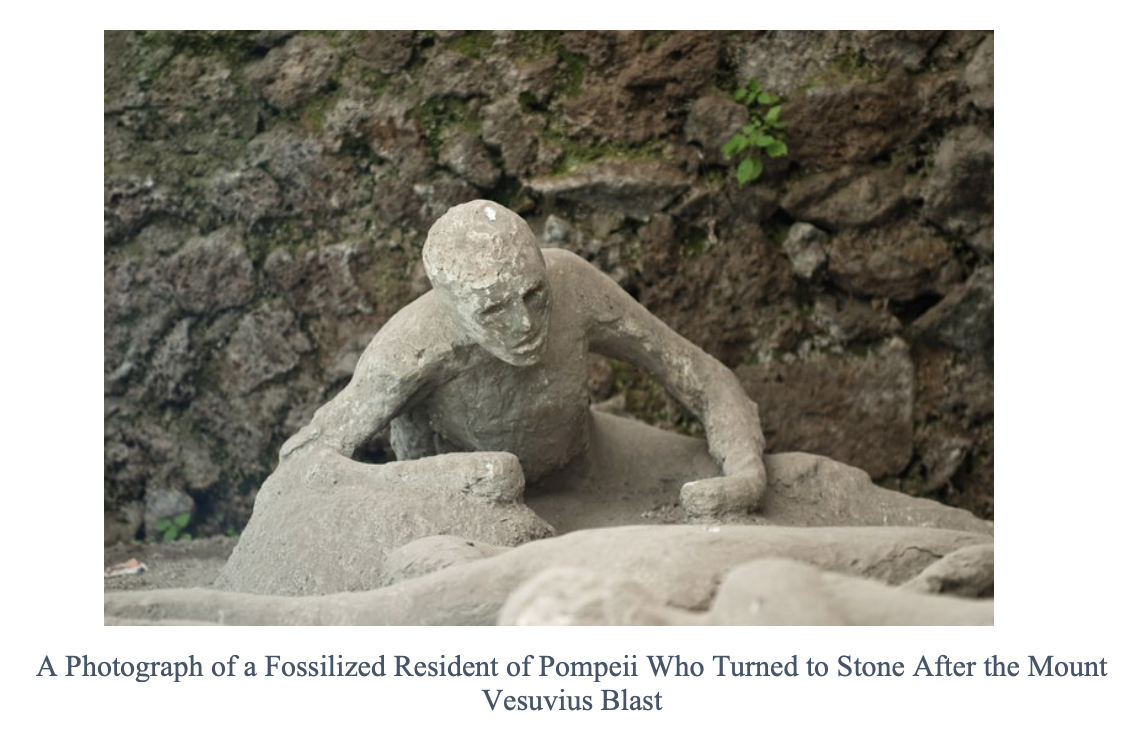 A Photograph of a Fossilized Resident of Pompeii Who Turned to Stone After the Mount
Vesuvius Blast